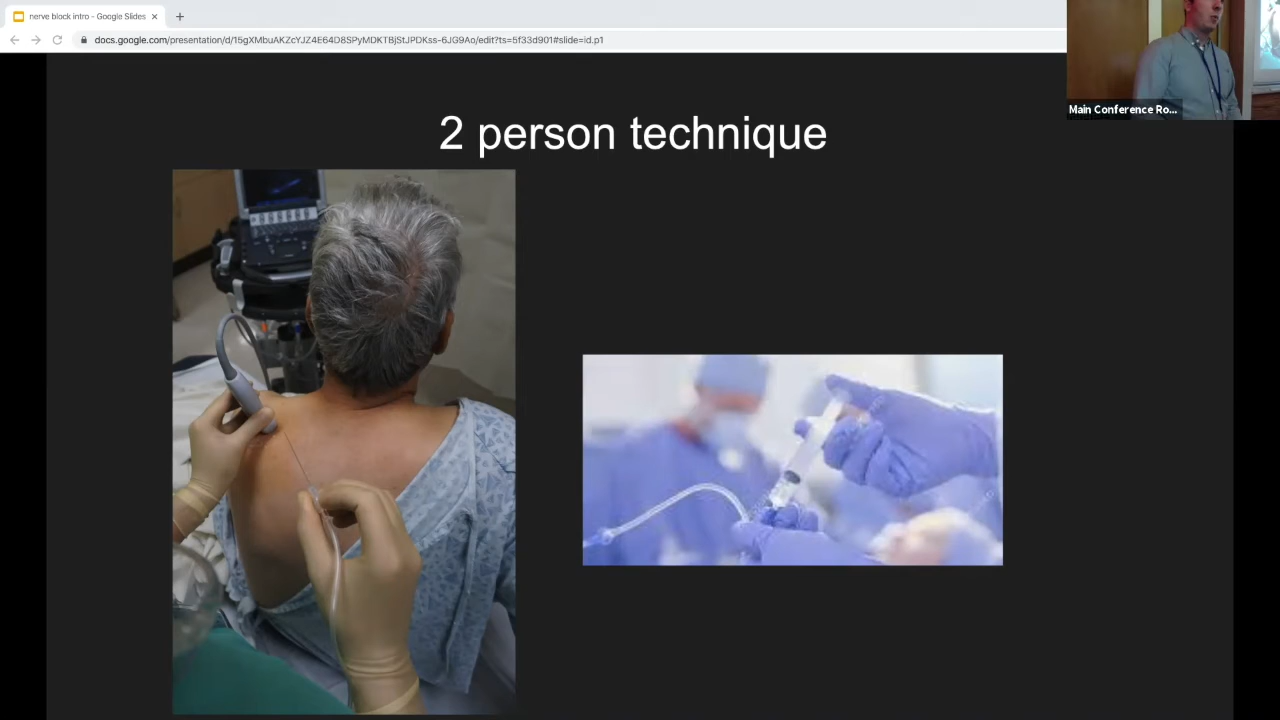 nerve block intro - Google Slides
docs.google.com/presentation/d/15gXMbuAKZcYJZ4E64D8SPyMDKTBjStJPDKss-6JG9Ao/edit?ts=5f33d901#slide=id.p1
Main Conference Ro...
2 person technique